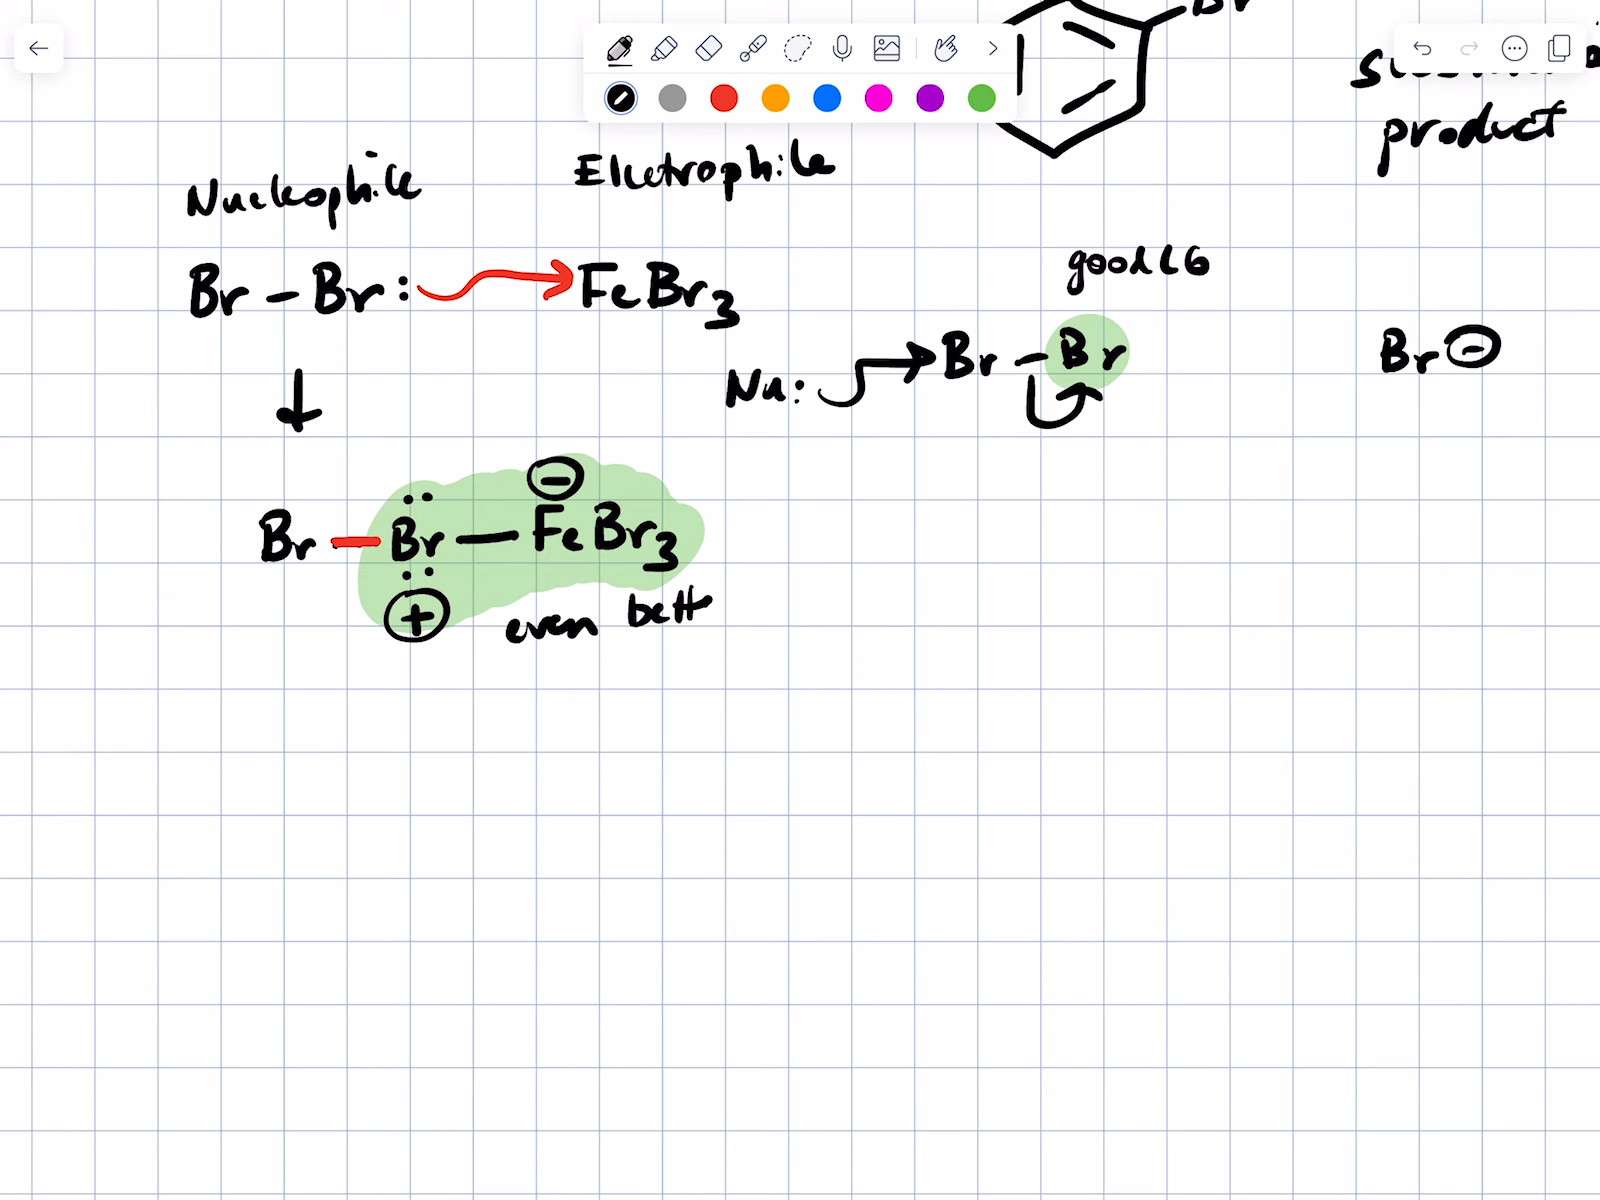 Br
product
Nucleophile
Electrophile
Br – Br: FeBr3
good LG
Nu: Br – Br
Br ⊖
⊖
Br – Br – FeBr3
⊕
even bett